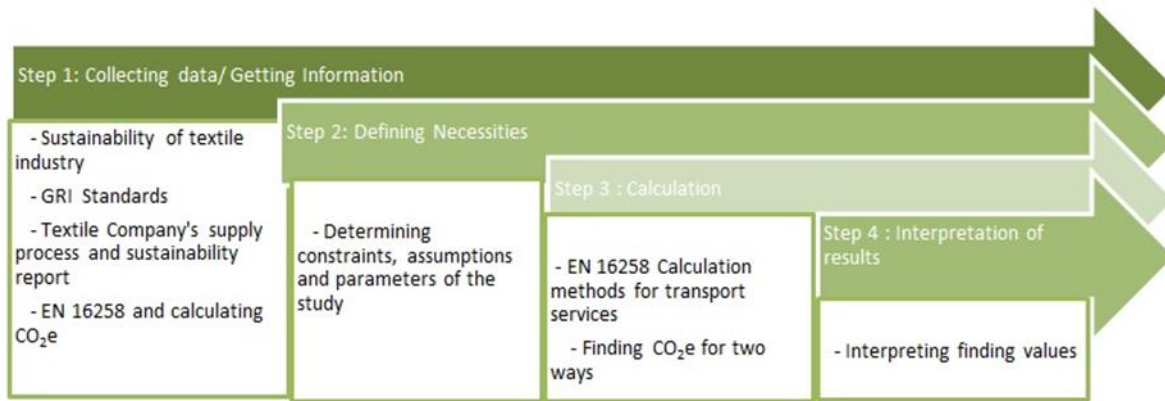 Step 1: Collecting data/ Getting Information
- Sustainability of textile
industry
- GRI Standards
- Textile Company's supply
process and sustainability
report
- EN 16258 and calculating
CO₂e
Step 2: Defining Necessities
- Determining
constraints, assumptions
and parameters of the
study
Step 3 : Calculation
- EN 16258 Calculation
methods for transport
services
- Finding CO₂e for two
ways
Step 4 : Interpretation of
results
- Interpreting finding values